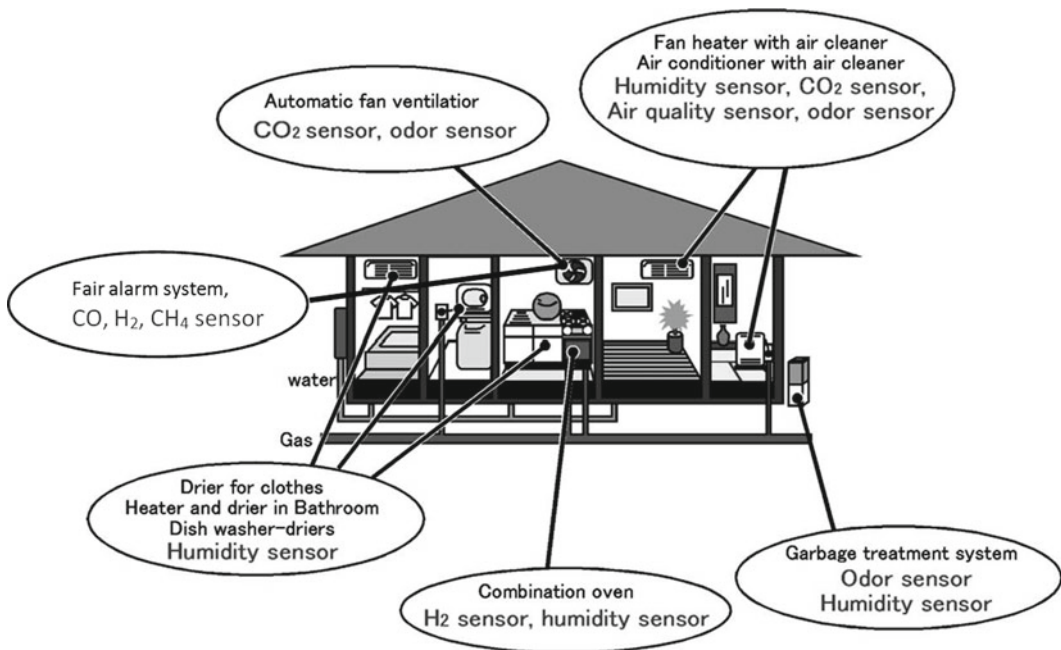 Fan heater with air cleaner
Air conditioner with air cleaner
Humidity sensor, CO₂ sensor,
Air quality sensor, odor sensor
Automatic fan ventilatior
CO₂ sensor, odor sensor
Fair alarm system,
CO, H₂, CH₄ sensor
water
Gas
Drier for clothes
Heater and drier in Bathroom
Dish washer-driers
Humidity sensor
Combination oven
H₂ sensor, humidity sensor
Garbage treatment system
Odor sensor
Humidity sensor